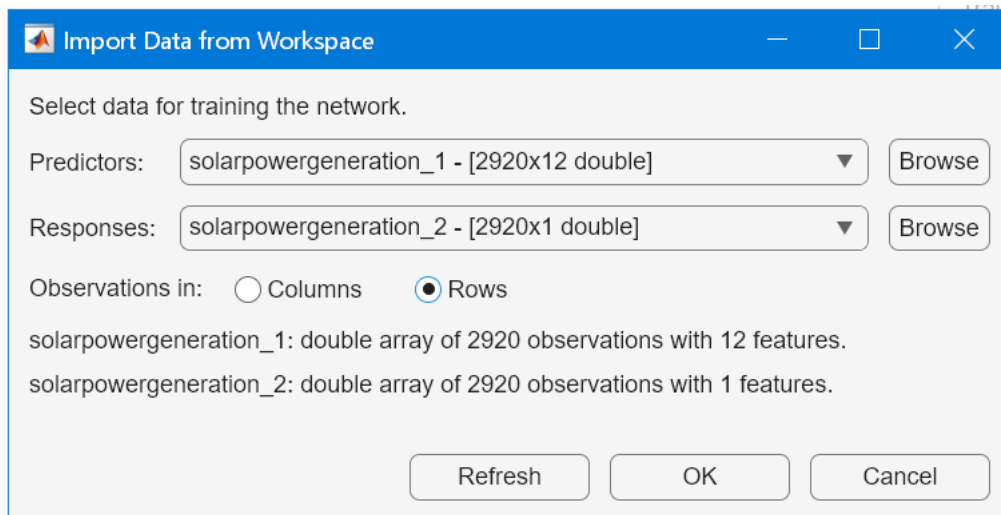 Import Data from Workspace
Select data for training the network.
Predictors: solarpowergeneration_1 - [2920x12 double] Browse
Responses: solarpowergeneration_2 - [2920x1 double] Browse
Observations in: Columns Rows
solarpowergeneration_1: double array of 2920 observations with 12 features.
solarpowergeneration_2: double array of 2920 observations with 1 features.
Refresh OK Cancel